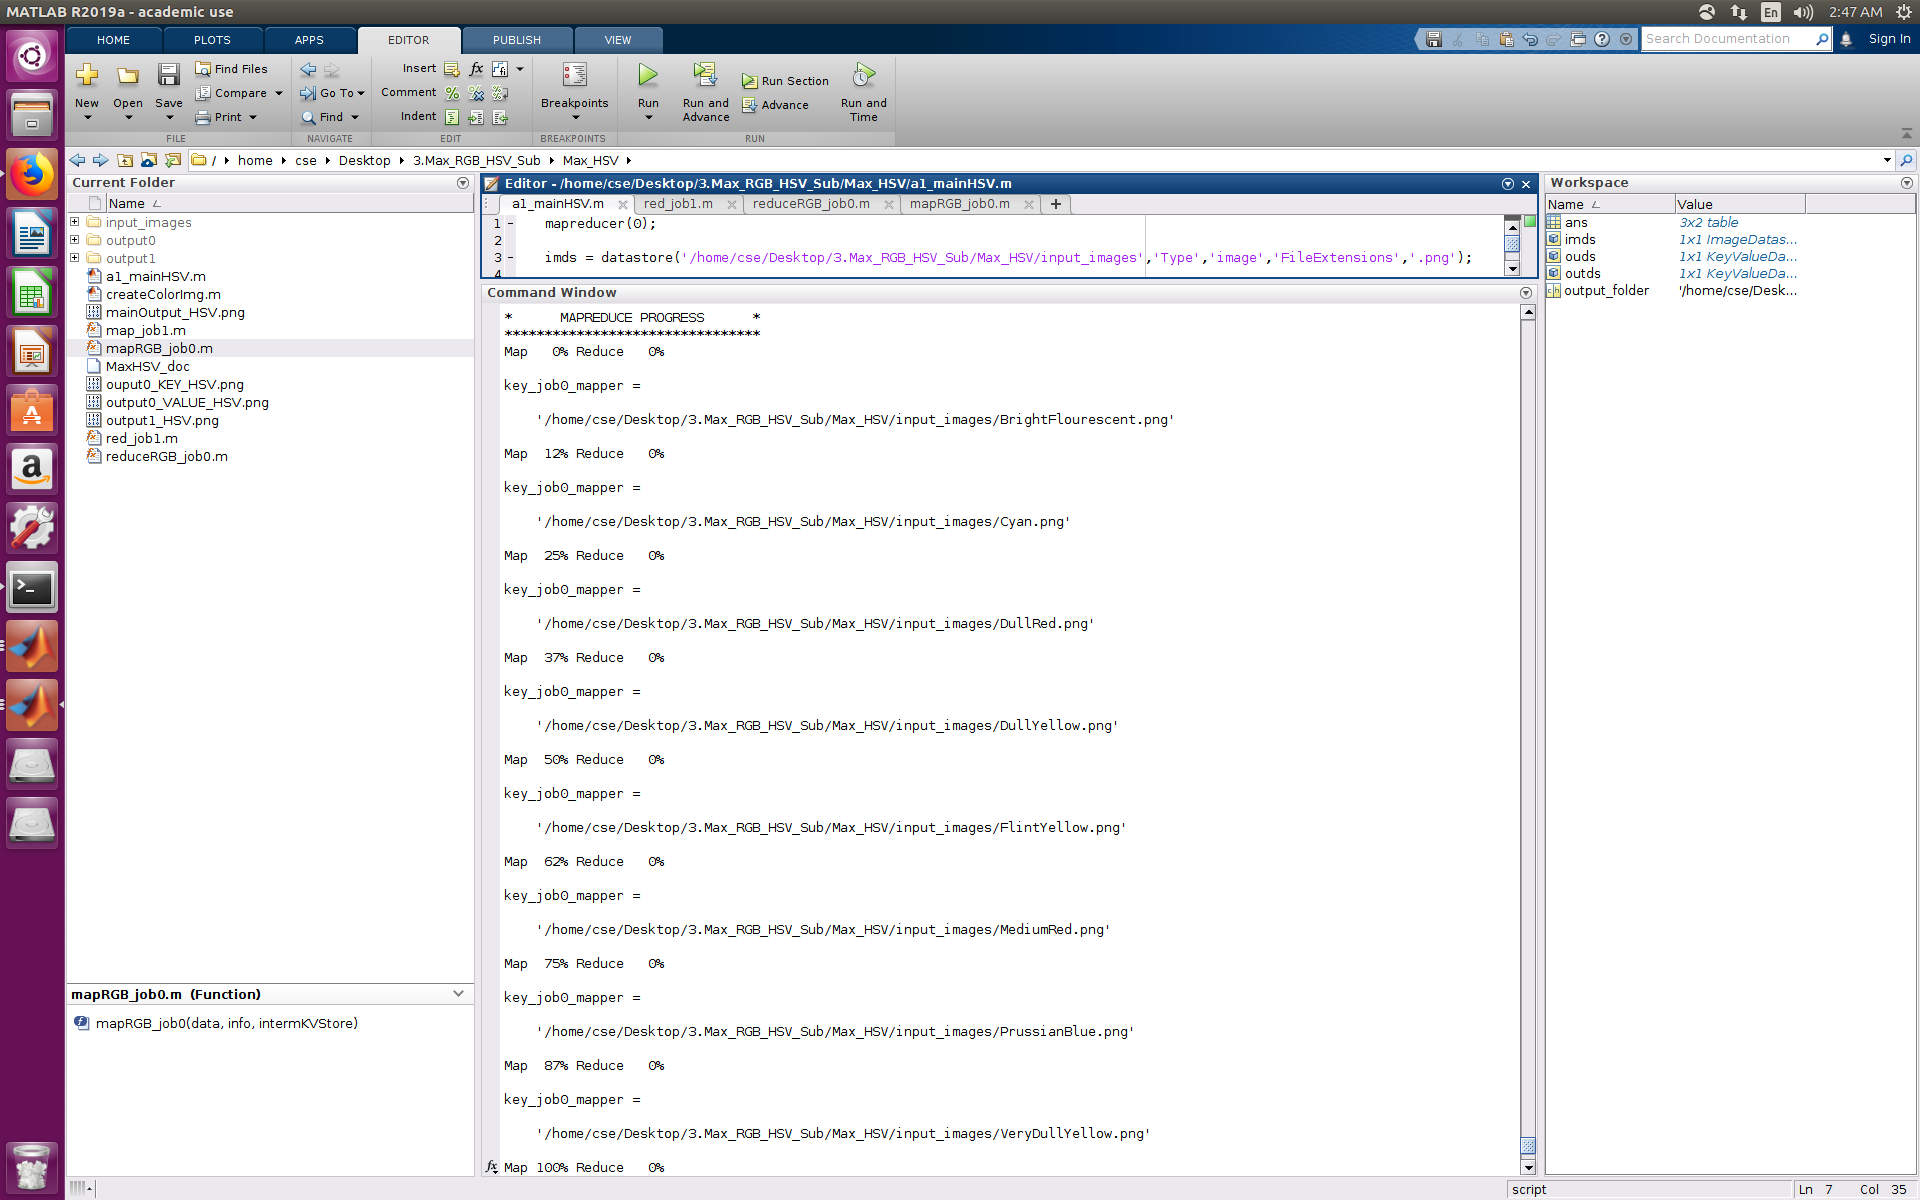 MATLAB R2019a - academic use
En
2:47 AM
HOME PLOTS APPS EDITOR PUBLISH VIEW
Search Documentation
Sign In
New
Open
Save
Find Files
Compare
Print
FILE
Go To
Find
NAVIGATE
Insert
Comment
Indent
EDIT
Breakpoints
BREAKPOINTS
Run
Run and
Advance
Run Section
Advance
Run and
Time
RUN
/ home cse Desktop 3.Max_RGB_HSV_Sub Max_HSV
Current Folder
Name
input_images
output0
output1
a1_mainHSV.m
createColorImg.m
mainOutput_HSV.png
map_job1.m
mapRGB_job0.m
MaxHSV_doc
ouput0_KEY_HSV.png
output0_VALUE_HSV.png
output1_HSV.png
red_job1.m
reduceRGB_job0.m
mapRGB_job0.m (Function)
mapRGB_job0(data, info, intermKVStore)
Editor - /home/cse/Desktop/3.Max_RGB_HSV_Sub/Max_HSV/a1_mainHSV.m
a1_mainHSV.m red_job1.m reduceRGB_job0.m mapRGB_job0.m
1 - mapreducer(0);
2
3 - imds = datastore('/home/cse/Desktop/3.Max_RGB_HSV_Sub/Max_HSV/input_images','Type','image','FileExtensions','.png');
4
Command Window
* MAPREDUCE PROGRESS *
********************************
Map 0% Reduce 0%
key_job0_mapper =
'/home/cse/Desktop/3.Max_RGB_HSV_Sub/Max_HSV/input_images/BrightFlourescent.png'
Map 12% Reduce 0%
key_job0_mapper =
'/home/cse/Desktop/3.Max_RGB_HSV_Sub/Max_HSV/input_images/Cyan.png'
Map 25% Reduce 0%
key_job0_mapper =
'/home/cse/Desktop/3.Max_RGB_HSV_Sub/Max_HSV/input_images/DullRed.png'
Map 37% Reduce 0%
key_job0_mapper =
'/home/cse/Desktop/3.Max_RGB_HSV_Sub/Max_HSV/input_images/DullYellow.png'
Map 50% Reduce 0%
key_job0_mapper =
'/home/cse/Desktop/3.Max_RGB_HSV_Sub/Max_HSV/input_images/FlintYellow.png'
Map 62% Reduce 0%
key_job0_mapper =
'/home/cse/Desktop/3.Max_RGB_HSV_Sub/Max_HSV/input_images/MediumRed.png'
Map 75% Reduce 0%
key_job0_mapper =
'/home/cse/Desktop/3.Max_RGB_HSV_Sub/Max_HSV/input_images/PrussianBlue.png'
Map 87% Reduce 0%
key_job0_mapper =
'/home/cse/Desktop/3.Max_RGB_HSV_Sub/Max_HSV/input_images/VeryDullYellow.png'
fx Map 100% Reduce 0%
Workspace
Name Value
ans 3x2 table
imds 1x1 ImageDatas...
ouds 1x1 KeyValueDa...
outds 1x1 KeyValueDa...
output_folder '/home/cse/Desk...
script
Ln 7 Col 35